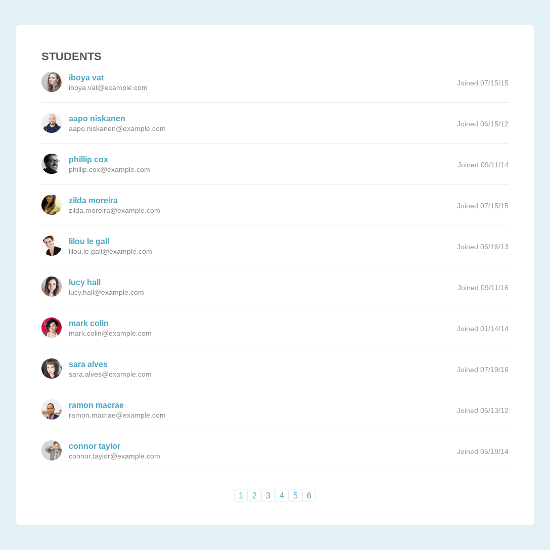 STUDENTS
iboya vat
iboya.vat@example.com
Joined 07/15/15
aapo niskanen
aapo.niskanen@example.com
Joined 06/15/12
phillip cox
phillip.cox@example.com
Joined 09/11/14
zilda moreira
zilda.moreira@example.com
Joined 07/15/15
lilou le gall
lilou.le gall@example.com
Joined 06/16/13
lucy hall
lucy.hall@example.com
Joined 09/11/16
mark colin
mark.colin@example.com
Joined 01/14/14
sara alves
sara.alves@example.com
Joined 07/19/16
ramon macrae
ramon.macrae@example.com
Joined 05/13/12
connor taylor
connor.taylor@example.com
Joined 05/18/14
1 2 3 4 5 6